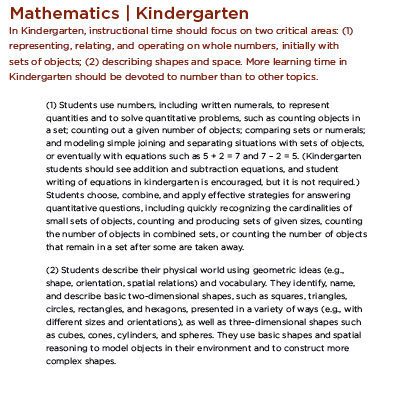 Mathematics | Kindergarten
In Kindergarten, instructional time should focus on two critical areas: (1)
representing, relating, and operating on whole numbers, initially with
sets of objects; (2) describing shapes and space. More learning time in
Kindergarten should be devoted to number than to other topics.
(1) Students use numbers, including written numerals, to represent
quantities and to solve quantitative problems, such as counting objects in
a set; counting out a given number of objects; comparing sets or numerals;
and modeling simple joining and separating situations with sets of objects,
or eventually with equations such as 5 + 2 = 7 and 7 – 2 = 5. (Kindergarten
students should see addition and subtraction equations, and student
writing of equations in kindergarten is encouraged, but it is not required.)
Students choose, combine, and apply effective strategies for answering
quantitative questions, including quickly recognizing the cardinalities of
small sets of objects, counting and producing sets of given sizes, counting
the number of objects in combined sets, or counting the number of objects
that remain in a set after some are taken away.
(2) Students describe their physical world using geometric ideas (e.g.,
shape, orientation, spatial relations) and vocabulary. They identify, name,
and describe basic two-dimensional shapes, such as squares, triangles,
circles, rectangles, and hexagons, presented in a variety of ways (e.g., with
different sizes and orientations), as well as three-dimensional shapes such
as cubes, cones, cylinders, and spheres. They use basic shapes and spatial
reasoning to model objects in their environment and to construct more
complex shapes.